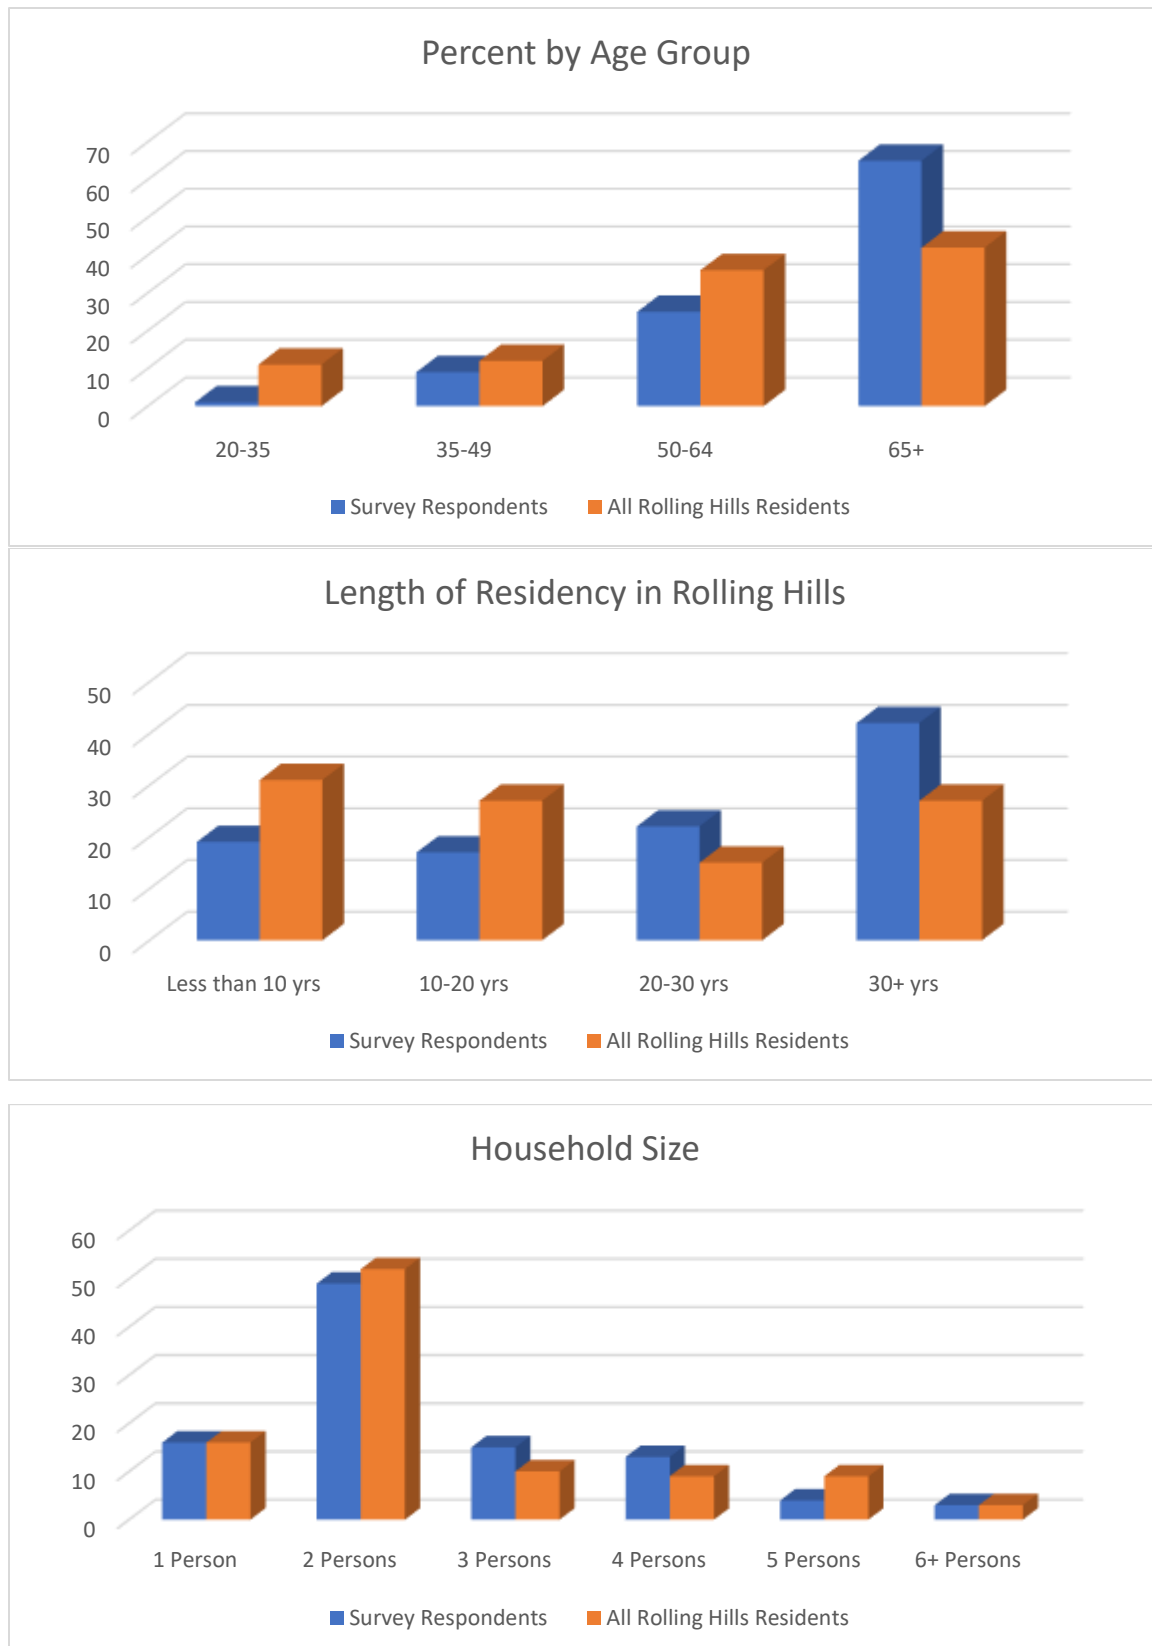 Percent by Age Group
70
60
50
40
30
20
10
0
20-35 35-49 50-64 65+
Survey Respondents All Rolling Hills Residents
Length of Residency in Rolling Hills
50
40
30
20
10
0
Less than 10 yrs 10-20 yrs 20-30 yrs 30+ yrs
Survey Respondents All Rolling Hills Residents
Household Size
60
50
40
30
20
10
0
1 Person 2 Persons 3 Persons 4 Persons 5 Persons 6+ Persons
Survey Respondents All Rolling Hills Residents